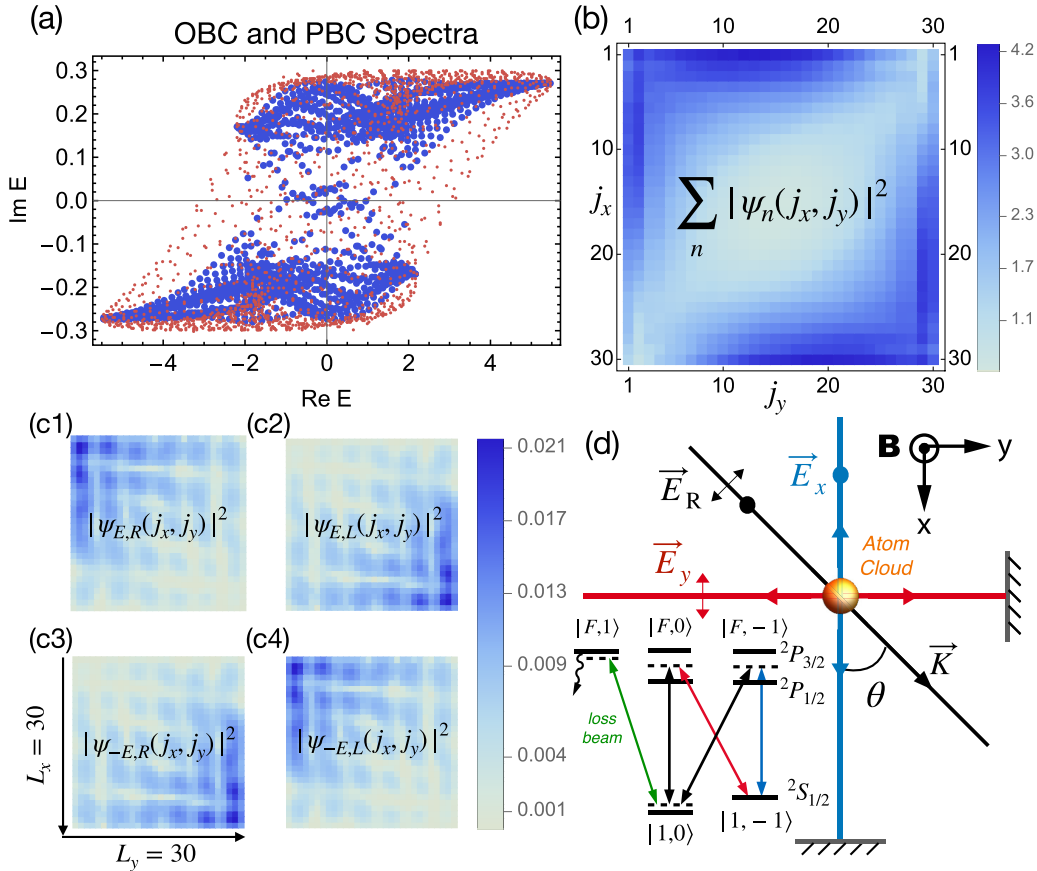 (a)
OBC and PBC Spectra
Im E
0.3
0.2
0.1
0.0
−0.1
−0.2
−0.3
−4 −2 0 2 4
Re E
(b)
1 10 20 30
1
10
20
30
j_x
∑_n |ψ_n(j_x, j_y)|²
1
10
20
30
1 10 20 30
j_y
4.2
3.6
3.0
2.3
1.7
1.1
(c1)
|ψ_{E,R}(j_x, j_y)|²
(c2)
|ψ_{E,L}(j_x, j_y)|²
(c3)
|ψ_{−E,R}(j_x, j_y)|²
(c4)
|ψ_{−E,L}(j_x, j_y)|²
L_x = 30
L_y = 30
0.021
0.017
0.013
0.009
0.004
0.001
(d)
B
y
x
E⃗_x
E⃗_R
E⃗_y
Atom
Cloud
K⃗
θ
|F,1⟩ |F,0⟩ |F,−1⟩
²P_{3/2}
²P_{1/2}
loss
beam
²S_{1/2}
|1,0⟩ |1,−1⟩